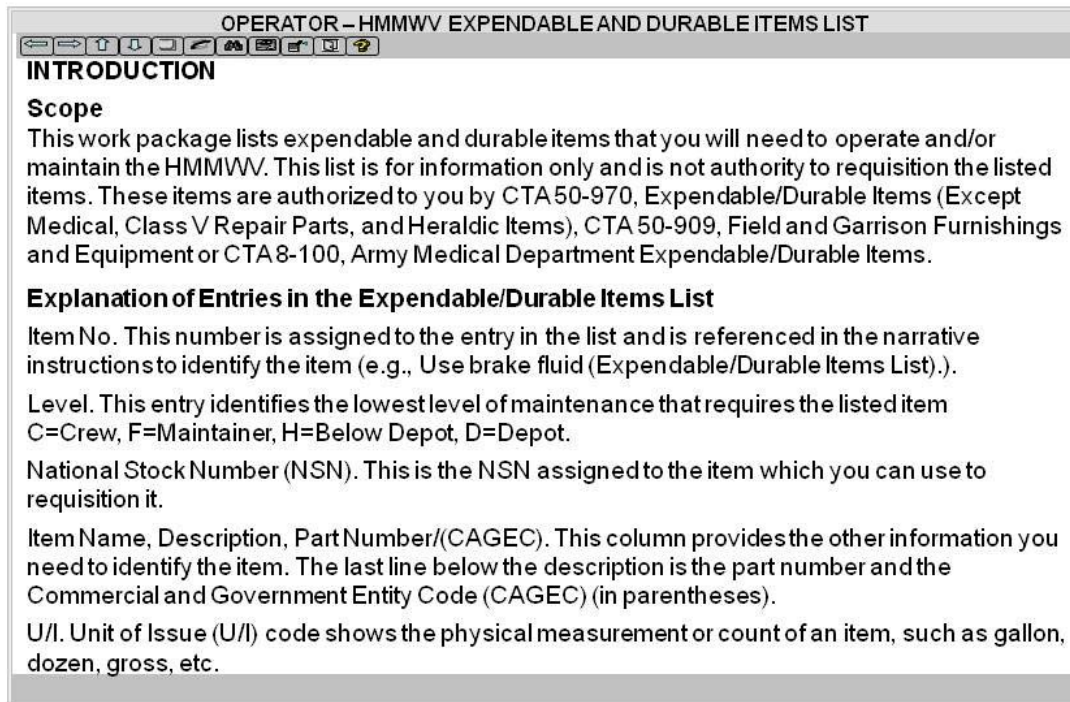 OPERATOR – HMMWV EXPENDABLE AND DURABLE ITEMS LIST
INTRODUCTION
Scope
This work package lists expendable and durable items that you will need to operate and/or
maintain the HMMWV. This list is for information only and is not authority to requisition the listed
items. These items are authorized to you by CTA 50-970, Expendable/Durable Items (Except
Medical, Class V Repair Parts, and Heraldic Items), CTA 50-909, Field and Garrison Furnishings
and Equipment or CTA 8-100, Army Medical Department Expendable/Durable Items.
Explanation of Entries in the Expendable/Durable Items List
Item No. This number is assigned to the entry in the list and is referenced in the narrative
instructions to identify the item (e.g., Use brake fluid (Expendable/Durable Items List).).
Level. This entry identifies the lowest level of maintenance that requires the listed item
C=Crew, F=Maintainer, H=Below Depot, D=Depot.
National Stock Number (NSN). This is the NSN assigned to the item which you can use to
requisition it.
Item Name, Description, Part Number/(CAGEC). This column provides the other information you
need to identify the item. The last line below the description is the part number and the
Commercial and Government Entity Code (CAGEC) (in parentheses).
U/I. Unit of Issue (U/I) code shows the physical measurement or count of an item, such as gallon,
dozen, gross, etc.